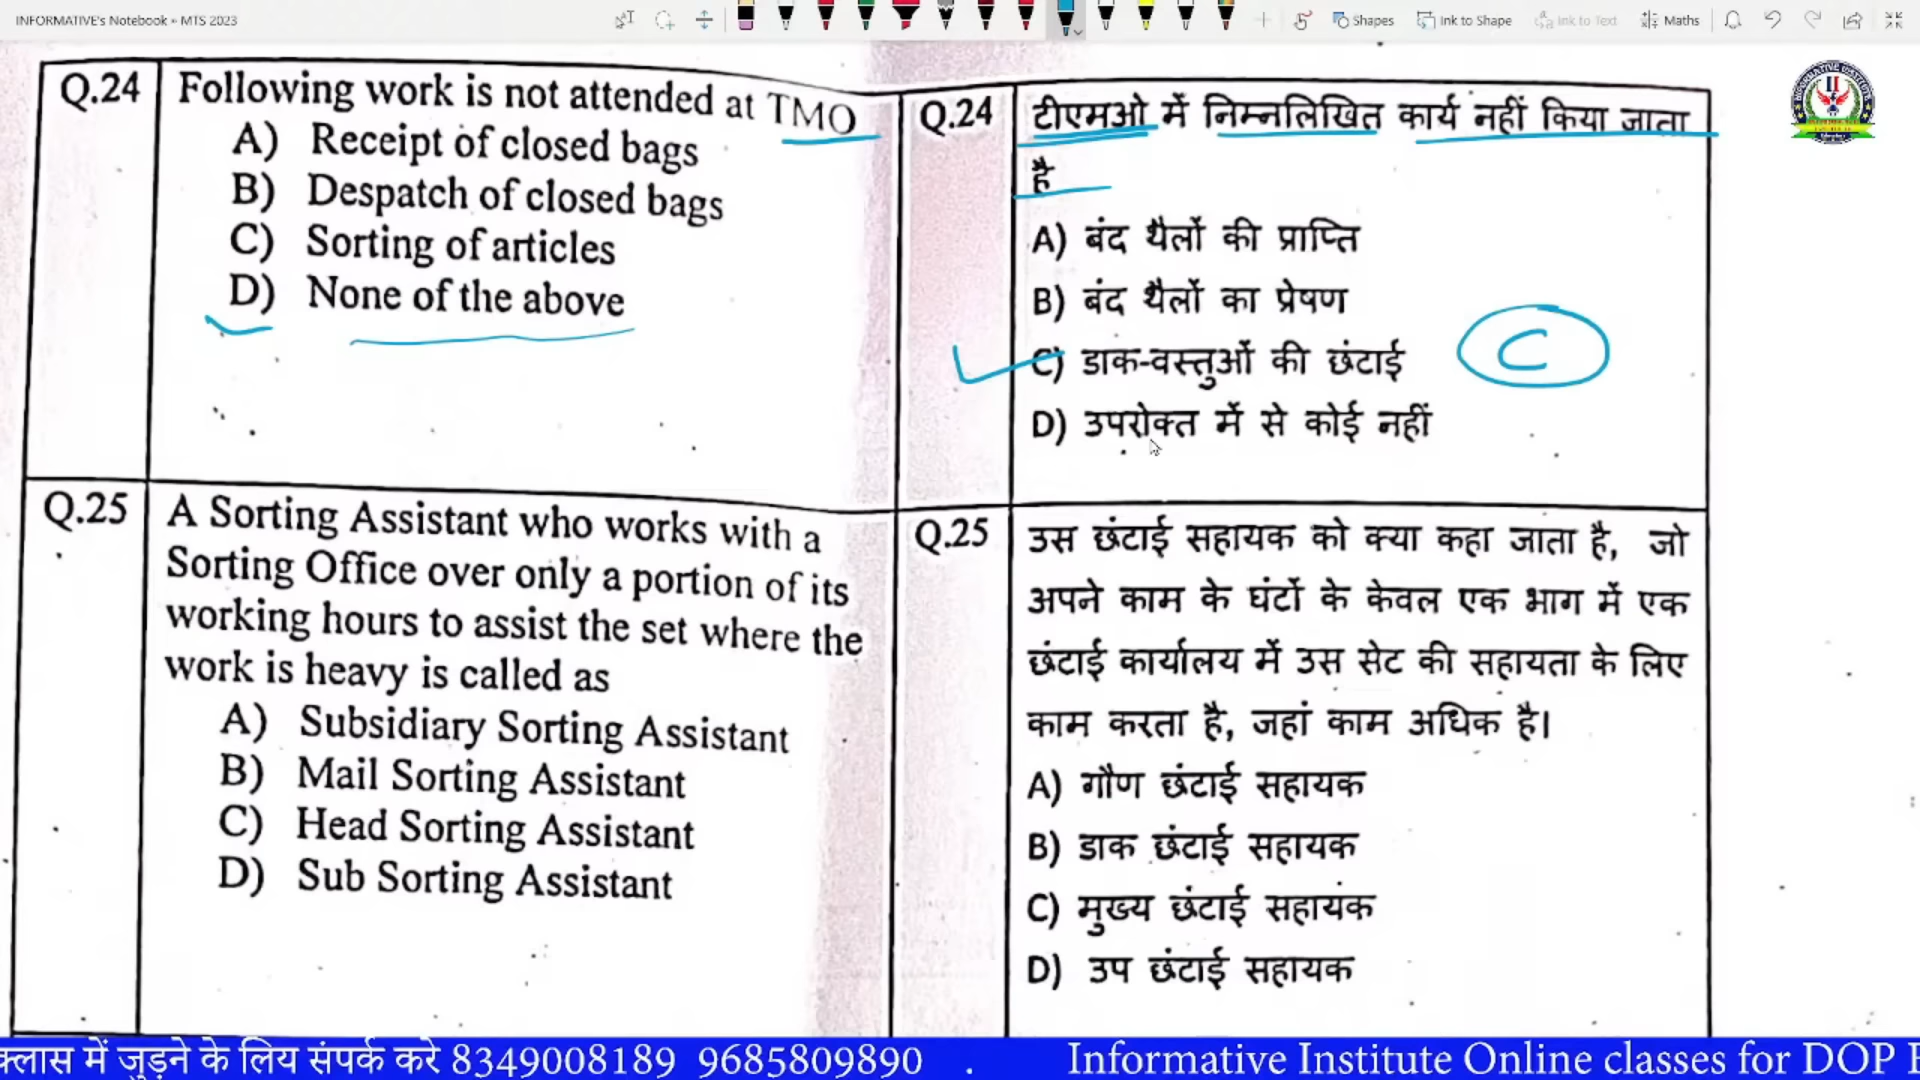 INFORMATIVE's Notebook » MTS 2023
Shapes Ink to Shape Ink to Text Maths
Q.24 Following work is not attended at TMO
A) Receipt of closed bags
B) Despatch of closed bags
C) Sorting of articles
D) None of the above
Q.24 टीएमओ में निम्नलिखित कार्य नहीं किया जाता
है
A) बंद थैलों की प्राप्ति
B) बंद थैलों का प्रेषण
C) डाक-वस्तुओं की छंटाई
C
D) उपरोक्त में से कोई नहीं
Q.25 A Sorting Assistant who works with a
Sorting Office over only a portion of its
working hours to assist the set where the
work is heavy is called as
A) Subsidiary Sorting Assistant
B) Mail Sorting Assistant
C) Head Sorting Assistant
D) Sub Sorting Assistant
Q.25 उस छंटाई सहायक को क्या कहा जाता है, जो
अपने काम के घंटों के केवल एक भाग में एक
छंटाई कार्यालय में उस सेट की सहायता के लिए
काम करता है, जहां काम अधिक है।
A) गौण छंटाई सहायक
B) डाक छंटाई सहायक
C) मुख्य छंटाई सहायक
D) उप छंटाई सहायक
क्लास में जुड़ने के लिय संपर्क करे 8349008189 9685809890 . Informative Institute Online classes for DOP